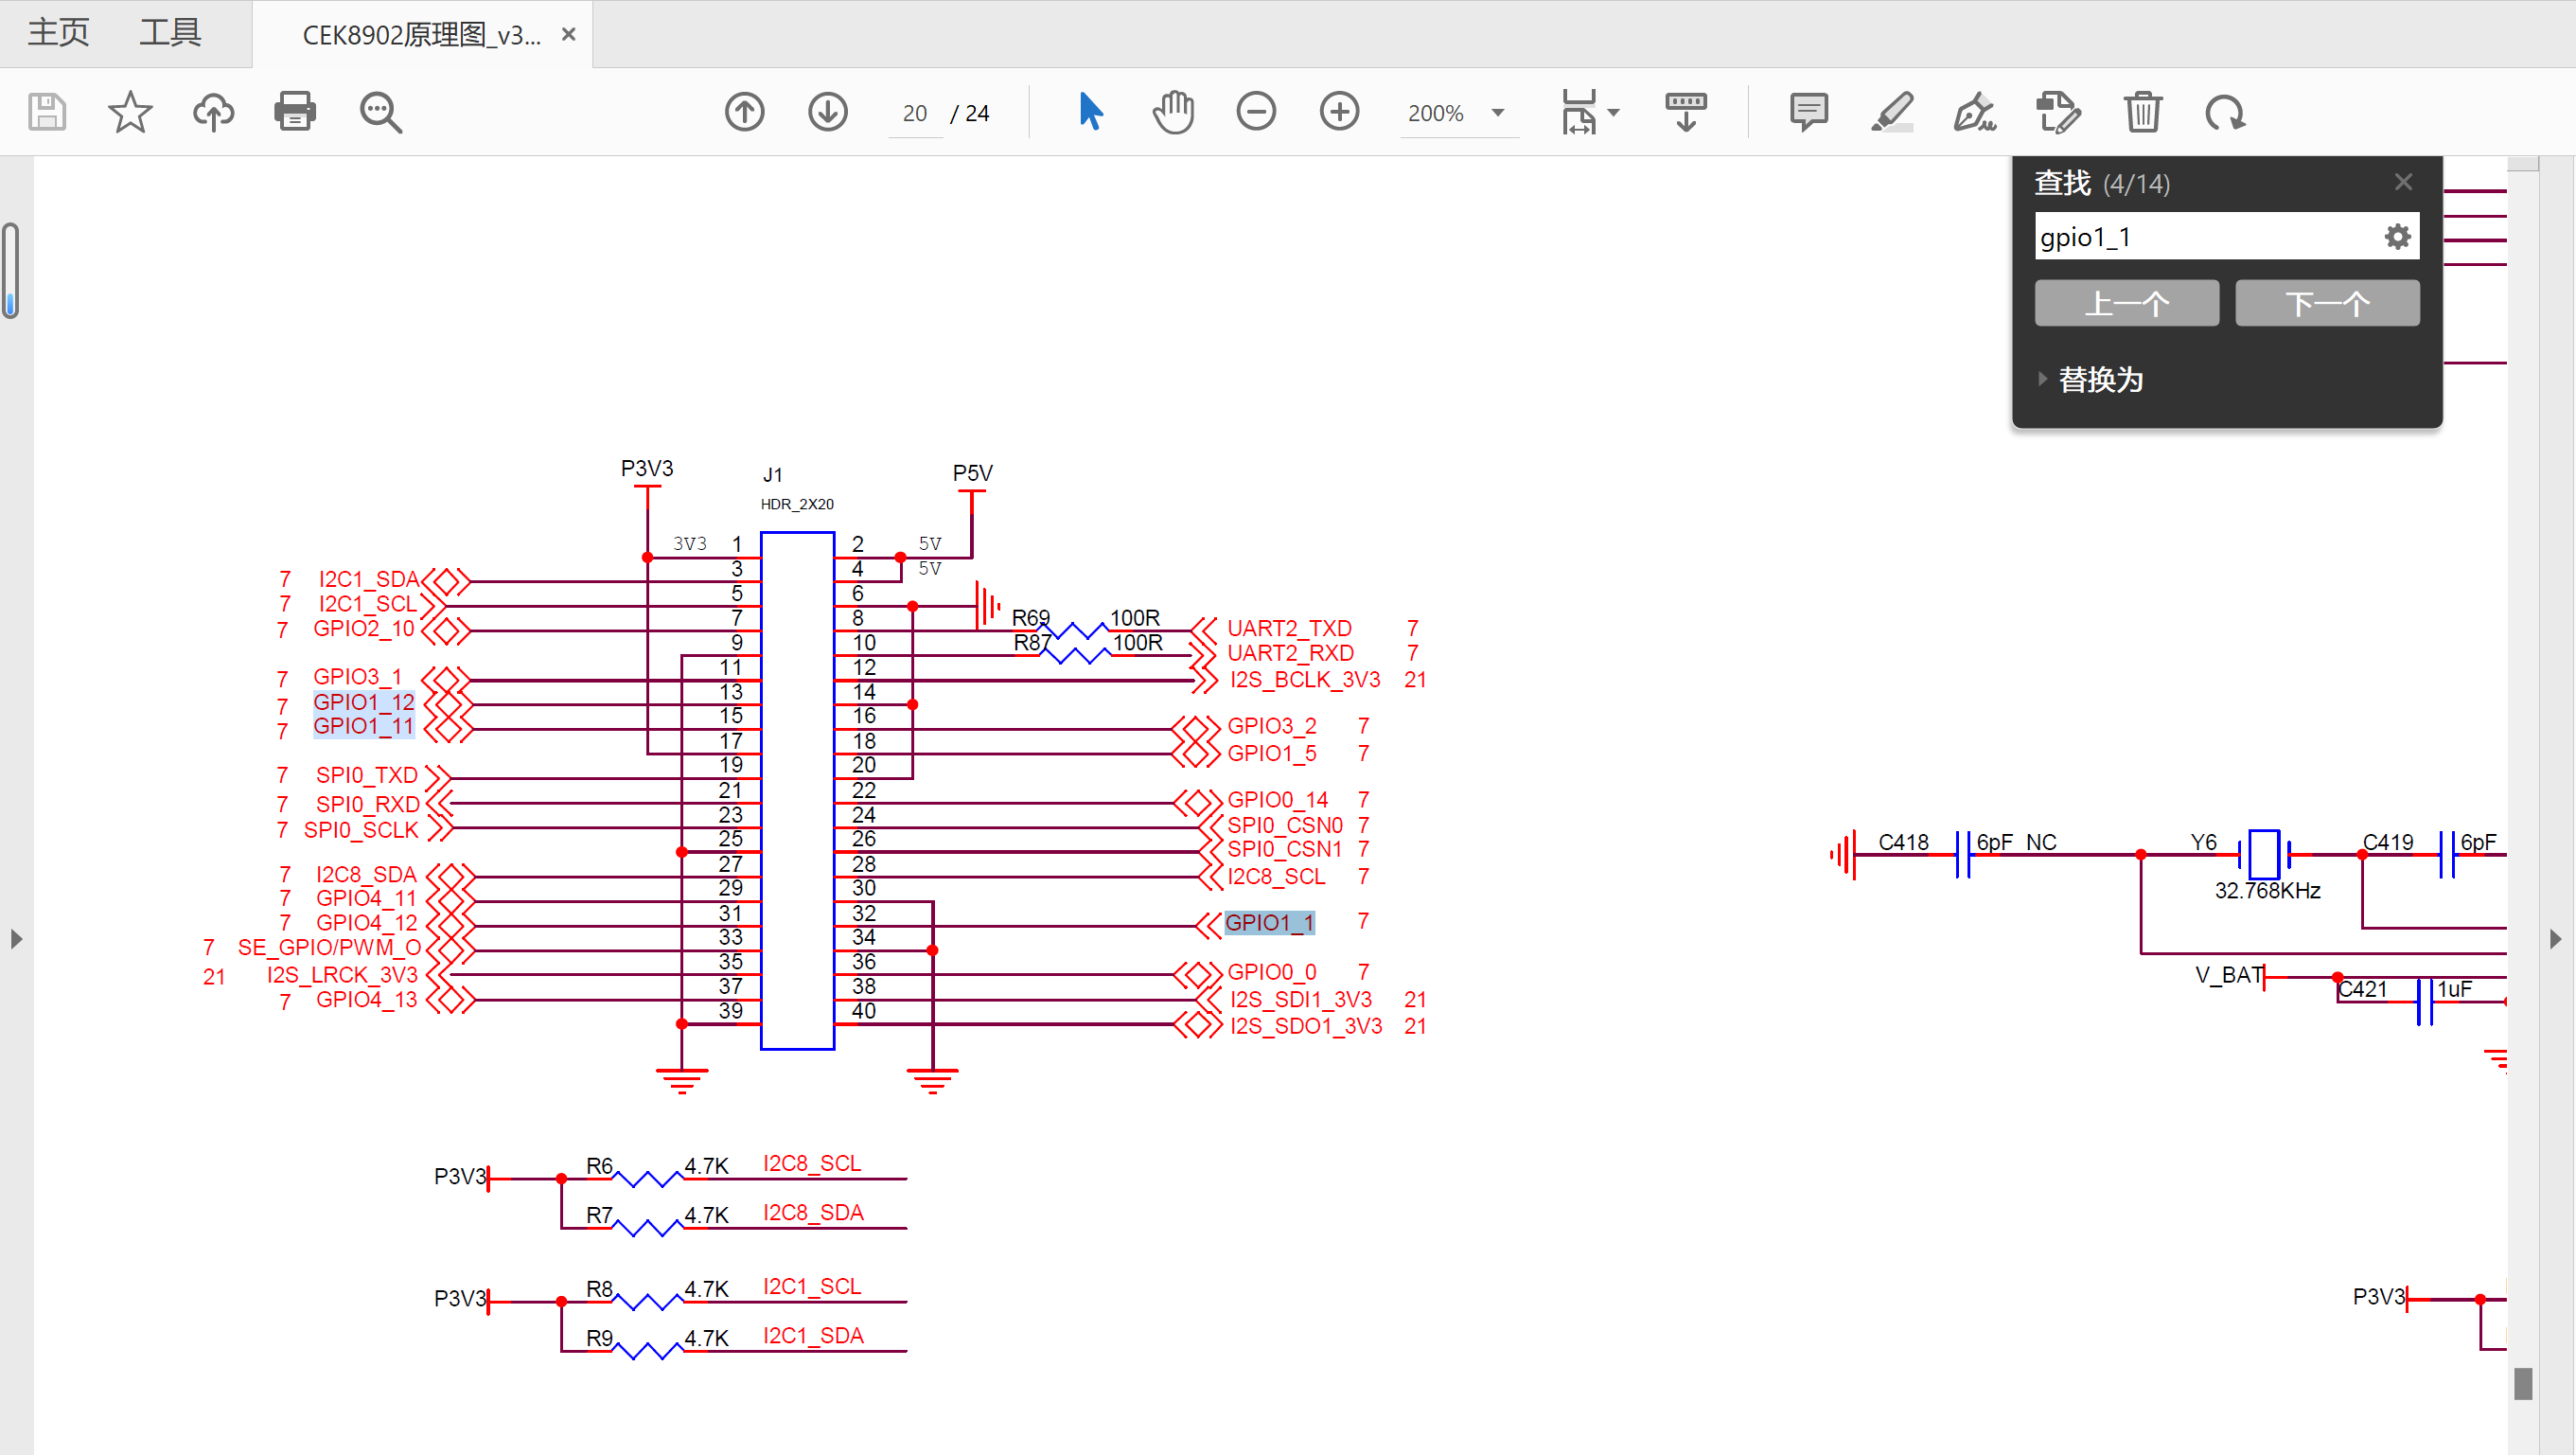 主页 工具 CEK8902原理图_v3... ×
20 / 24 200%
查找 (4/14)
gpio1_1
上一个 下一个
替换为
P3V3 J1 P5V
HDR_2X20
3V3 1 2 5V
7 I2C1_SDA 3 4 5V
7 I2C1_SCL 5 6
7 GPIO2_10 7 8 R69 100R UART2_TXD 7
9 10 R87 100R UART2_RXD 7
7 GPIO3_1 11 12 I2S_BCLK_3V3 21
7 GPIO1_12 13 14
7 GPIO1_11 15 16 GPIO3_2 7
17 18 GPIO1_5 7
7 SPI0_TXD 19 20
7 SPI0_RXD 21 22 GPIO0_14 7
7 SPI0_SCLK 23 24 SPI0_CSN0 7
25 26 SPI0_CSN1 7
7 I2C8_SDA 27 28 I2C8_SCL 7
7 GPIO4_11 29 30
7 GPIO4_12 31 32 GPIO1_1 7
7 SE_GPIO/PWM_O 33 34
21 I2S_LRCK_3V3 35 36 GPIO0_0 7
7 GPIO4_13 37 38 I2S_SDI1_3V3 21
39 40 I2S_SDO1_3V3 21
C418 6pF NC Y6 C419 6pF
32.768KHz
V_BAT C421 1uF
P3V3 R6 4.7K I2C8_SCL
R7 4.7K I2C8_SDA
P3V3 R8 4.7K I2C1_SCL
R9 4.7K I2C1_SDA
P3V3